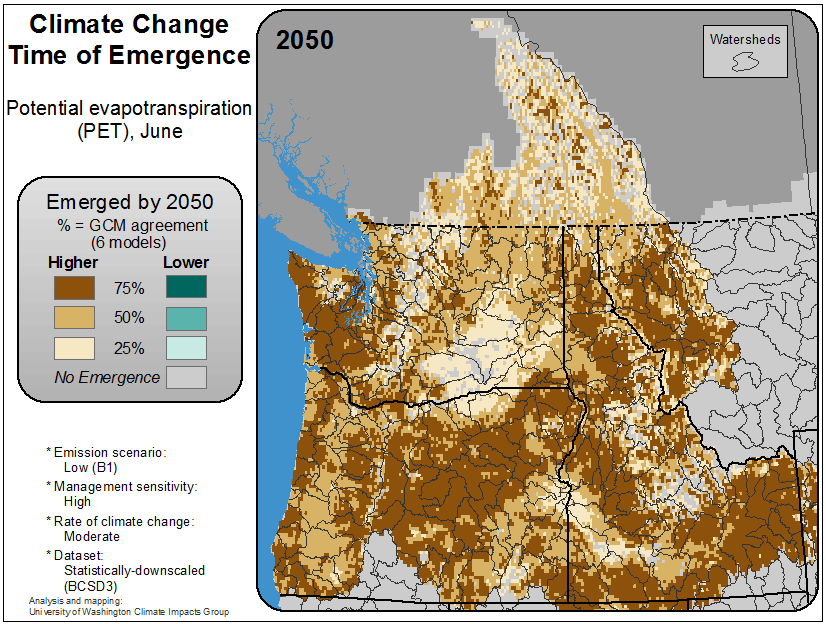 Climate Change
Time of Emergence
Potential evapotranspiration
(PET), June
Emerged by 2050
% = GCM agreement
(6 models)
Higher Lower
75%
50%
25%
No Emergence
* Emission scenario:
Low (B1)
* Management sensitivity:
High
* Rate of climate change:
Moderate
* Dataset:
Statistically-downscaled
(BCSD3)
Analysis and mapping:
University of Washington Climate Impacts Group
2050
Watersheds